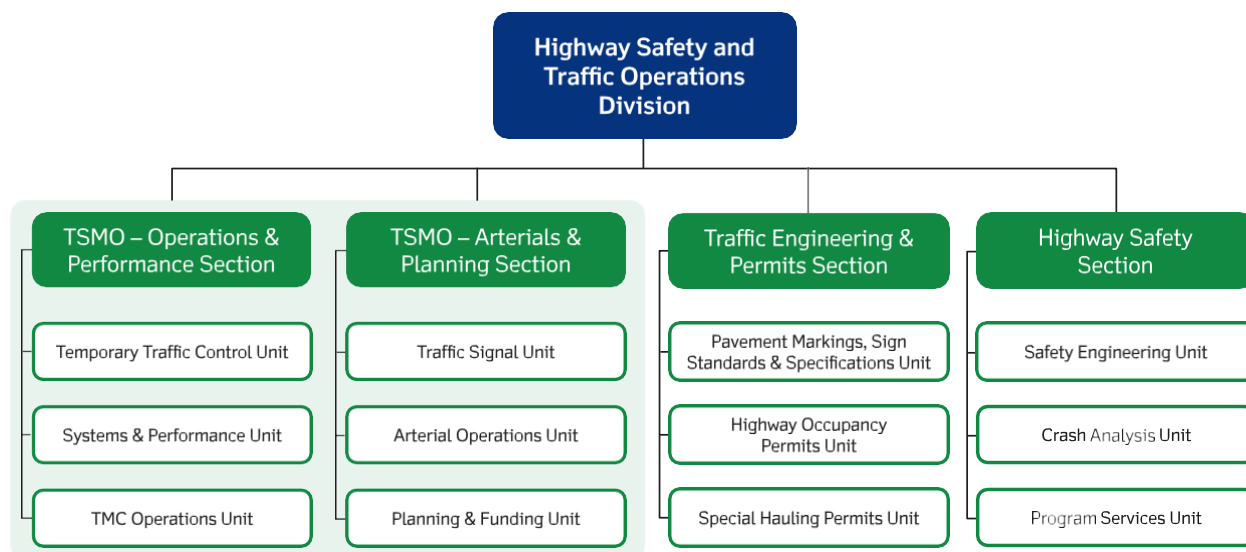 Highway Safety and
Traffic Operations
Division
TSMO – Operations &
Performance Section
Temporary Traffic Control Unit
Systems & Performance Unit
TMC Operations Unit
TSMO – Arterials &
Planning Section
Traffic Signal Unit
Arterial Operations Unit
Planning & Funding Unit
Traffic Engineering &
Permits Section
Pavement Markings, Sign
Standards & Specifications Unit
Highway Occupancy
Permits Unit
Special Hauling Permits Unit
Highway Safety
Section
Safety Engineering Unit
Crash Analysis Unit
Program Services Unit